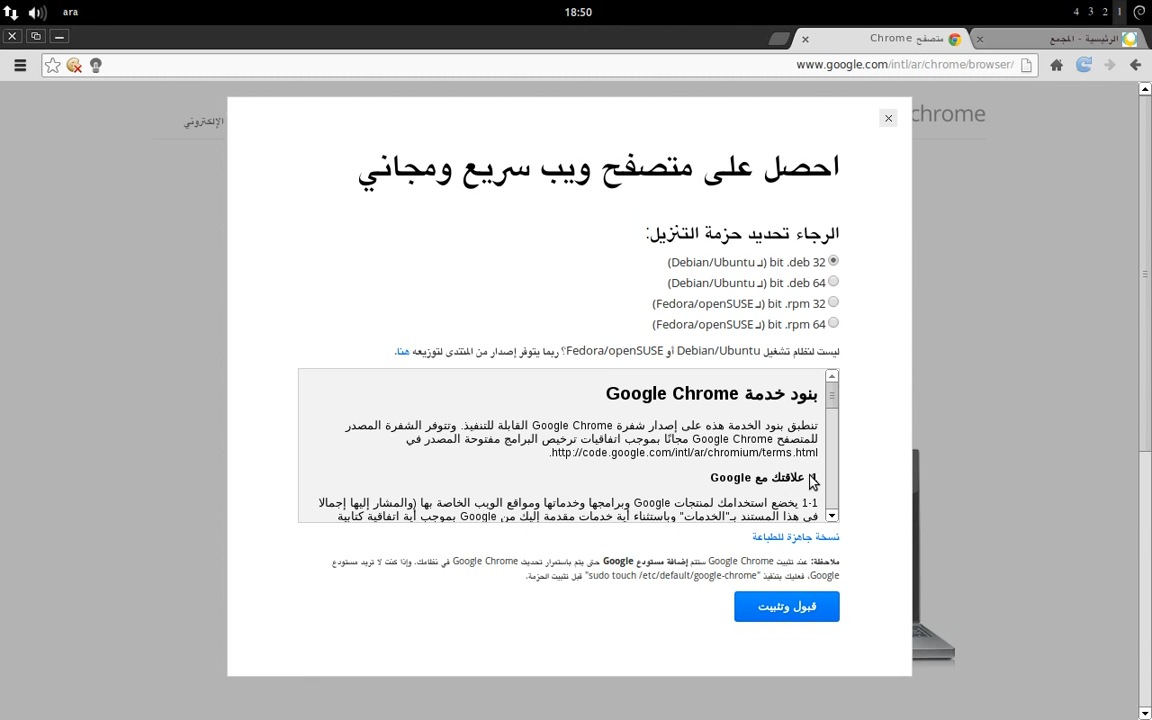 ara
18:50
4 3 2 1
متصفح Chrome
الرئيسية - المجمع
www.google.com/intl/ar/chrome/browser/
chrome
الإلكتروني
احصل على متصفح ويب سريع ومجاني
الرجاء تحديد حزمة التنزيل:
32 bit .deb (لـ Debian/Ubuntu)
64 bit .deb (لـ Debian/Ubuntu)
32 bit .rpm (لـ Fedora/openSUSE)
64 bit .rpm (لـ Fedora/openSUSE)
ليست لنظام تشغيل Debian/Ubuntu أو Fedora/openSUSE؟ ربما يتوفر إصدار من المنتدى لتوزيعه هنا.
بنود خدمة Google Chrome
تنطبق بنود الخدمة هذه على إصدار شفرة Google Chrome القابلة للتنفيذ. وتتوفر الشفرة المصدر
للمتصفح Google Chrome مجانًا بموجب اتفاقيات ترخيص البرامج مفتوحة المصدر في
http://code.google.com/intl/ar/chromium/terms.html.
علاقتك مع Google
1-1 يخضع استخدامك لمنتجات Google وبرامجها وخدماتها ومواقع الويب الخاصة بها (والمشار إليها إجمالا
في هذا المستند بـ"الخدمات" وباستثناء أية خدمات مقدمة إليك من Google بموجب أية اتفاقية كتابية
نسخة جاهزة للطباعة
ملاحظة: عند تثبيت Google Chrome ستتم إضافة مستودع Google حتى يتم باستمرار تحديث Google Chrome في نظامك. وإذا كنت لا تريد مستودع
Google، فعليك بتنفيذ "sudo touch /etc/default/google-chrome" قبل تثبيت الحزمة.
قبول وتثبيت